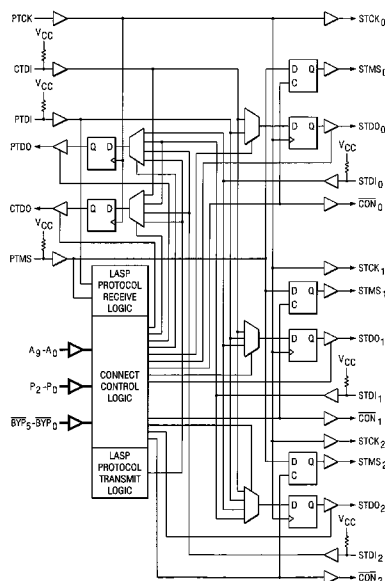 PTCK
STCK0
VCC
CTDI
D Q
STMS0
C
PTDI
D Q
STDO0
PTDO
Q D
VCC
STDI0
CTDO
Q D
CON0
VCC
PTMS
STCK1
LASP
PROTOCOL
RECEIVE
LOGIC
D Q
STMS1
C
A9-A0
D Q
STDO1
VCC
P2-P0
CONNECT
CONTROL
LOGIC
STDI1
BYP5-BYP0
CON1
STCK2
LASP
PROTOCOL
TRANSMIT
LOGIC
D Q
STMS2
C
D Q
STDO2
VCC
STDI2
CON2